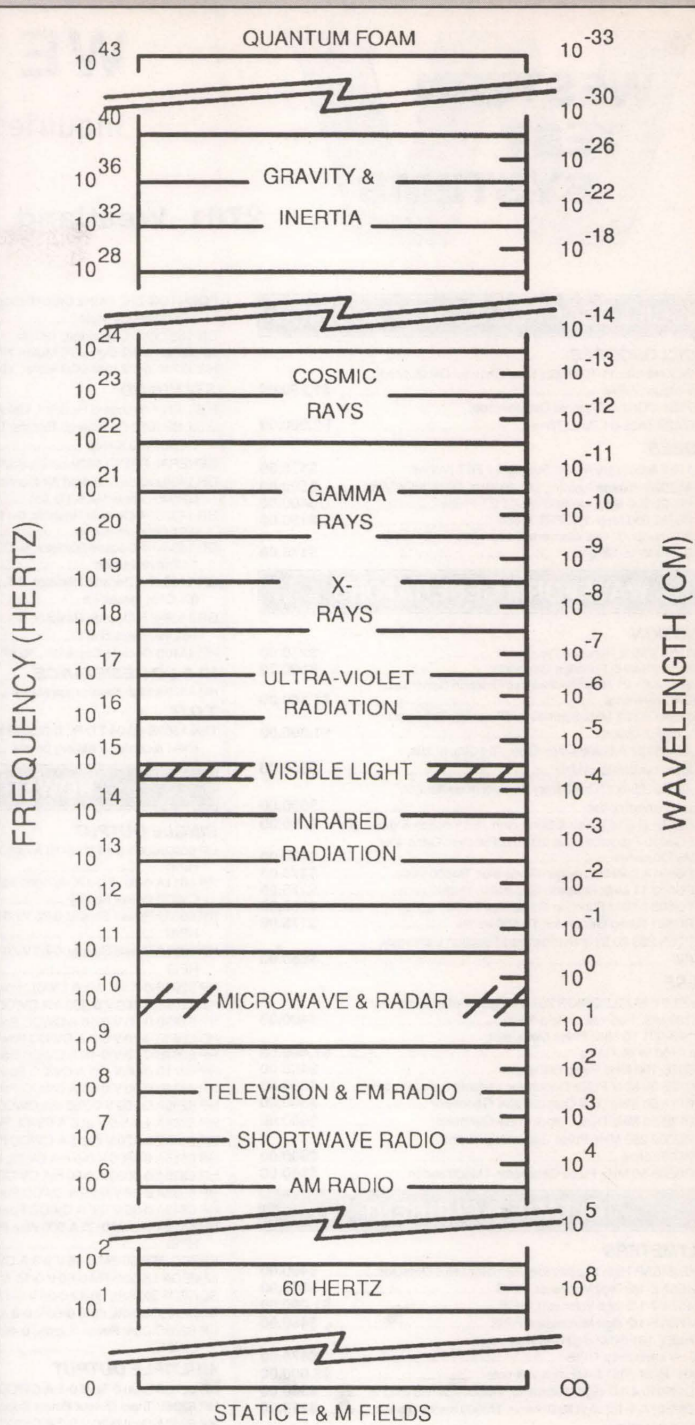 QUANTUM FOAM
10^43 10^-33
10^-30
10^40
10^-26
10^36 GRAVITY &
10^-22
10^32 INERTIA
10^-18
10^28
10^-14
10^24
10^-13
COSMIC
10^23 RAYS
10^-12
10^22
10^-11
10^21 GAMMA
10^-10
RAYS
10^20
10^-9
10^19 X-
10^-8
RAYS
10^18
10^-7
10^17 ULTRA-VIOLET
10^-6
RADIATION
10^16
10^-5
10^15
VISIBLE LIGHT
10^-4
10^14 INRARED
10^-3
RADIATION
10^13
10^-2
10^12
10^-1
10^11
10^0
10^10 MICROWAVE & RADAR
10^1
10^9
10^2
10^8 TELEVISION & FM RADIO
10^3
10^7 SHORTWAVE RADIO
10^4
10^6 AM RADIO
10^5
10^2
60 HERTZ 10^8
10^1
0 ∞
STATIC E & M FIELDS
FREQUENCY (HERTZ)
WAVELENGTH (CM)